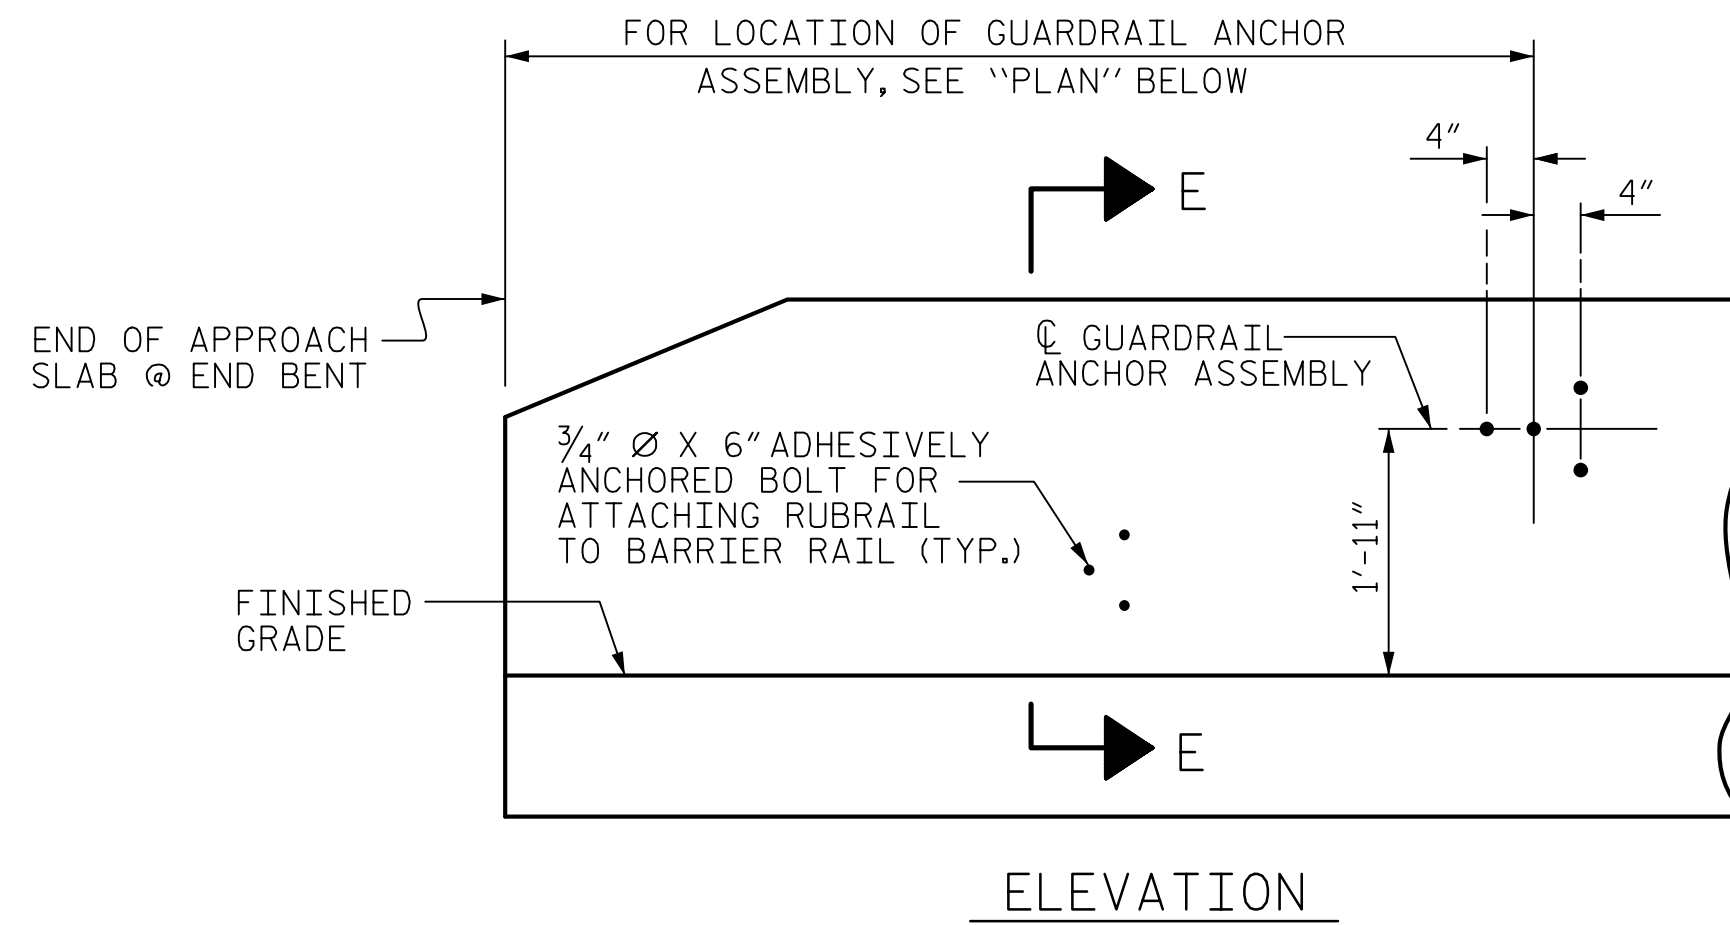 FOR LOCATION OF GUARDRAIL ANCHOR
ASSEMBLY, SEE "PLAN" BELOW
4"
4"
E
END OF APPROACH
SLAB @ END BENT
℄ GUARDRAIL
ANCHOR ASSEMBLY
3/4" Ø X 6" ADHESIVELY
ANCHORED BOLT FOR
ATTACHING RUBRAIL
TO BARRIER RAIL (TYP.)
1'-11"
FINISHED
GRADE
E
ELEVATION